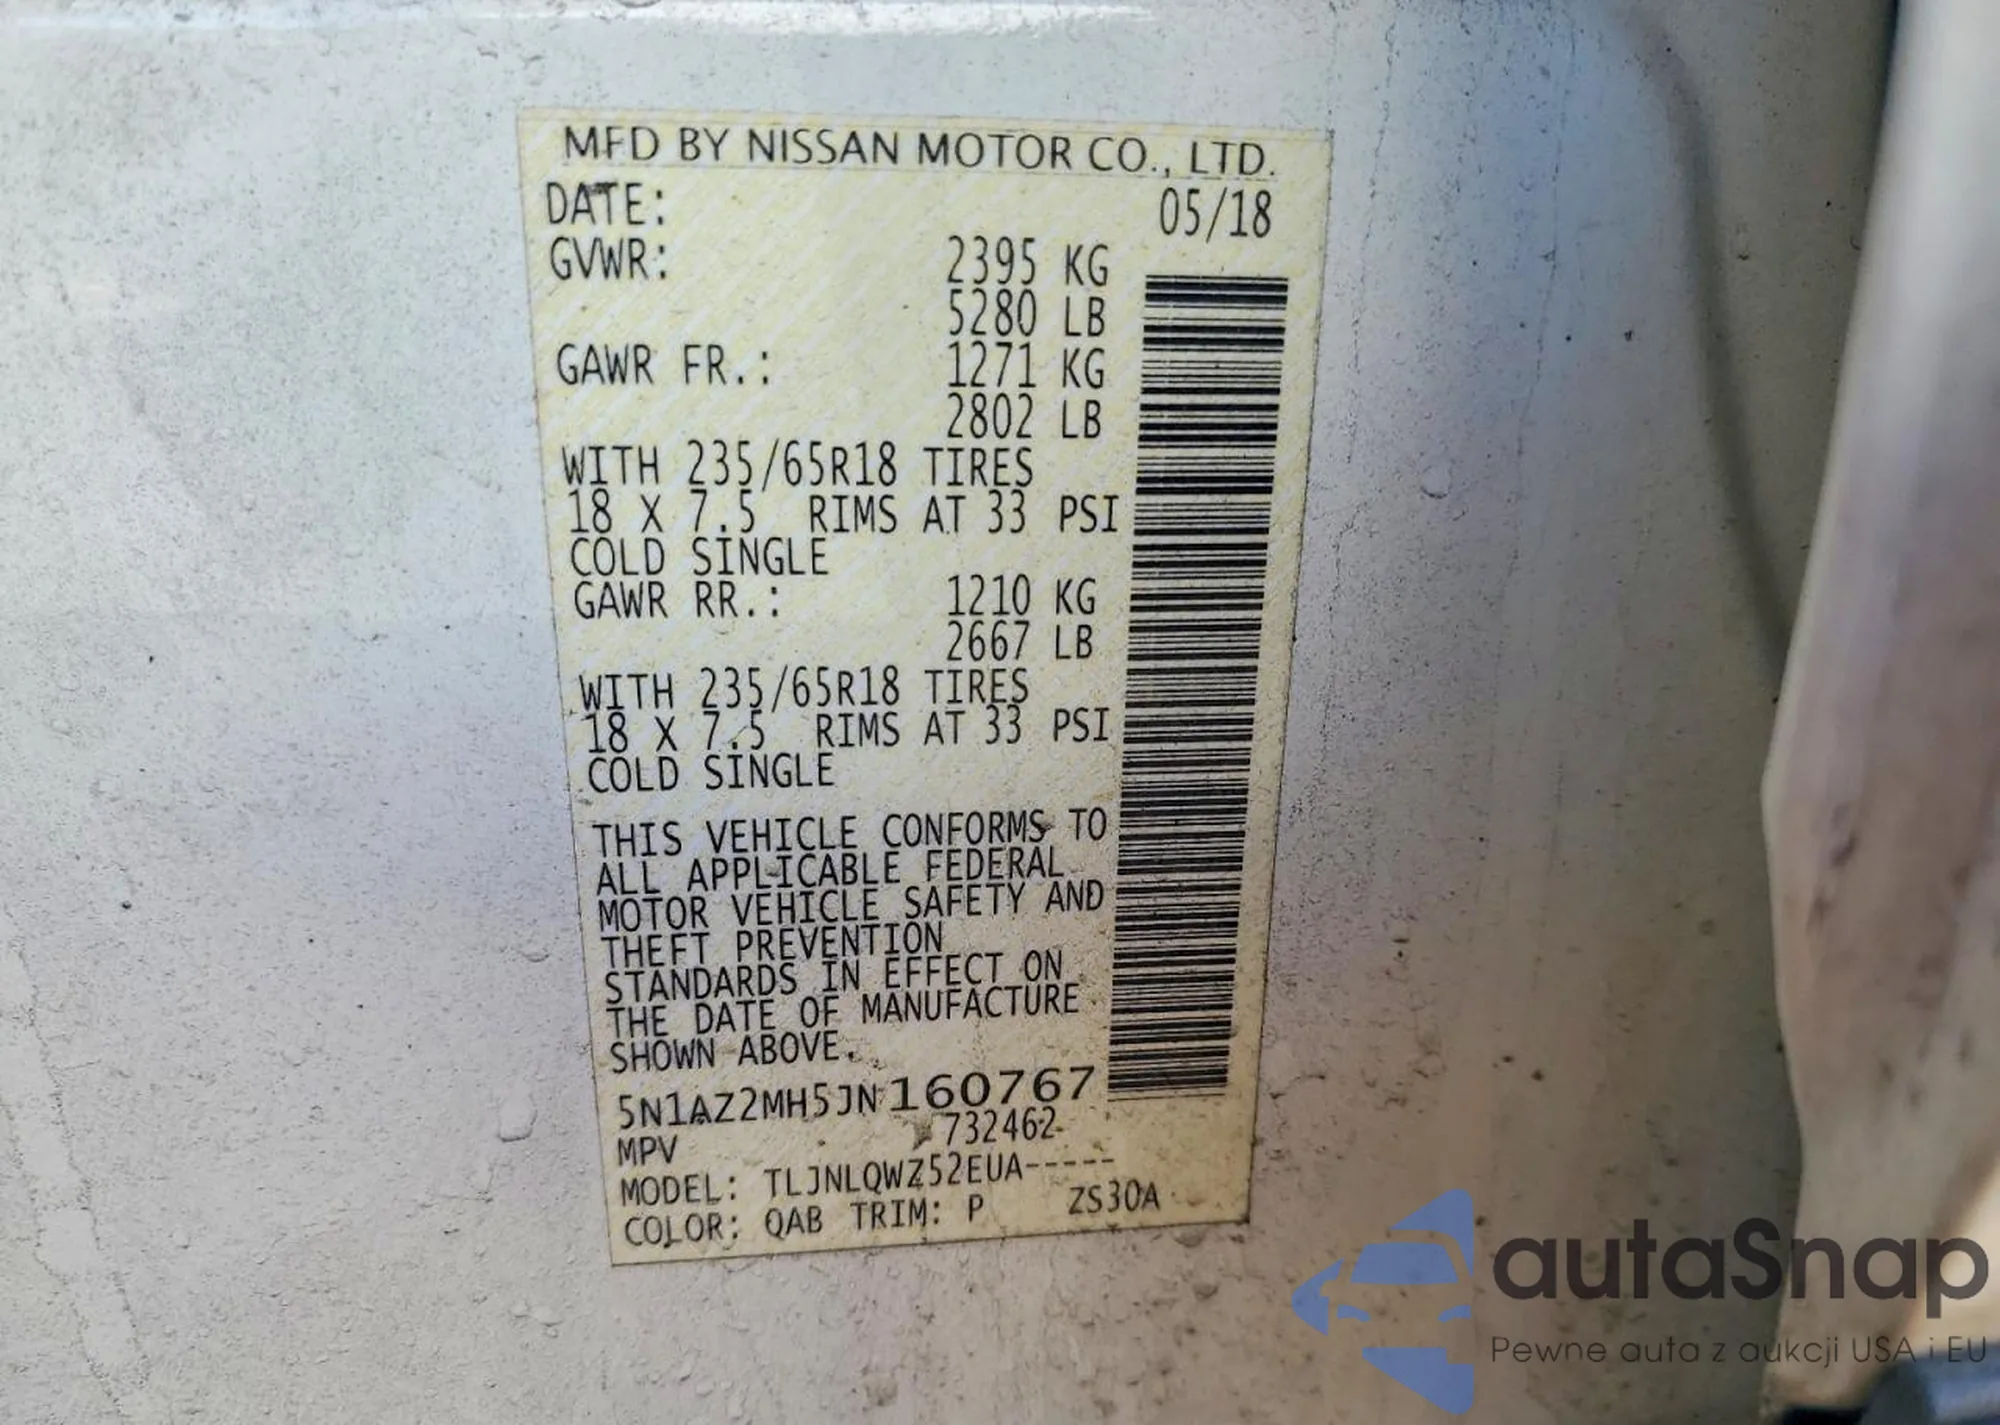 MFD BY NISSAN MOTOR CO., LTD.
DATE: 05/18
GVWR: 2395 KG
5280 LB
GAWR FR.: 1271 KG
2802 LB
WITH 235/65R18 TIRES
18 X 7.5 RIMS AT 33 PSI
COLD SINGLE
GAWR RR.: 1210 KG
2667 LB
WITH 235/65R18 TIRES
18 X 7.5 RIMS AT 33 PSI
COLD SINGLE
THIS VEHICLE CONFORMS TO
ALL APPLICABLE FEDERAL
MOTOR VEHICLE SAFETY AND
THEFT PREVENTION
STANDARDS IN EFFECT ON
THE DATE OF MANUFACTURE
SHOWN ABOVE.
5N1AZ2MH5JN160767
MPV 732462
MODEL: TLJNLQWZ52EUA-----
COLOR: QAB TRIM: P ZS30A
autaSnap
Pewne auta z aukcji USA i EU